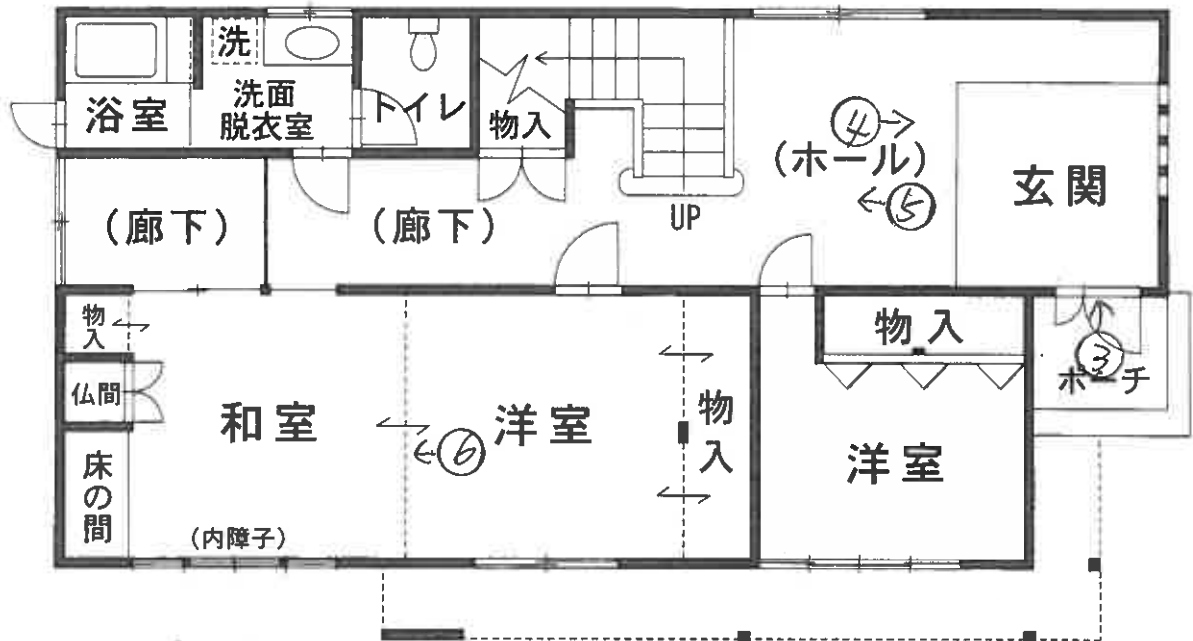 洗
浴室
洗面
脱衣室
トイレ
物入
④→
(ホール)
←⑤
玄関
UP
(廊下)
(廊下)
物入
仏間
床の間
和室
(内障子)
←⑥
洋室
物入
物入
洋室
③
ポーチ